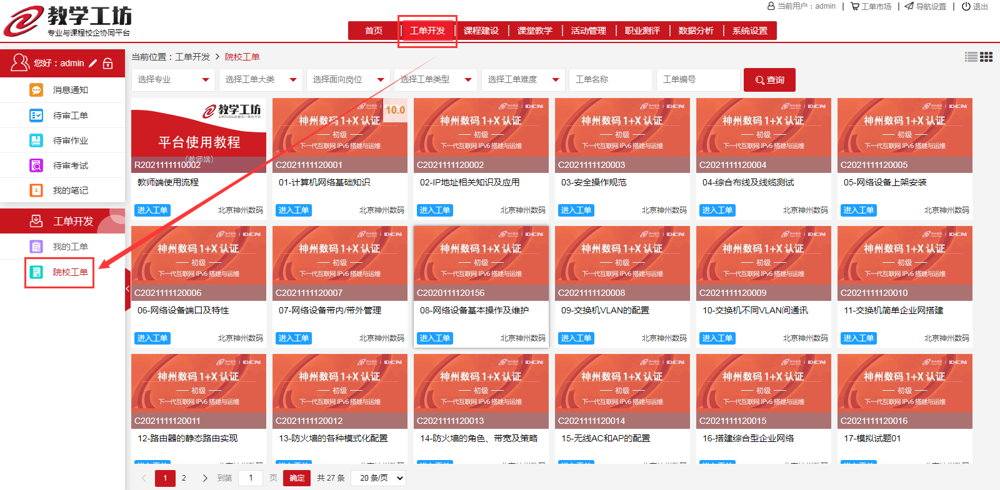 教学工坊
专业与课程校企协同平台
当前用户：admin | 工单市场 | 导航设置 | 退出
首页 | 工单开发 | 课程建设 | 课堂教学 | 活动管理 | 职业测评 | 数据分析 | 系统设置
您好：admin
消息通知
待审工单
待审作业
待审考试
我的笔记
工单开发
我的工单
院校工单
当前位置：工单开发 > 院校工单
选择专业 选择工单大类 选择面向岗位 选择工单类型 选择工单难度 工单名称 工单编号 查询
教学工坊
平台使用教程
（教师端）
R2021111110002
教师端使用流程
进入工单 北京神州数码
DCN
神州数码 1+X 认证
10.0
初级
下一代互联网 IPv6 搭建与运维
C2021111120001
01-计算机网络基础知识
进入工单 北京神州数码
DCN
神州数码 1+X 认证
初级
下一代互联网 IPv6 搭建与运维
C2021111120002
02-IP地址相关知识及应用
进入工单 北京神州数码
DCN
神州数码 1+X 认证
初级
下一代互联网 IPv6 搭建与运维
C2021111120003
03-安全操作规范
进入工单 北京神州数码
DCN
神州数码 1+X 认证
初级
下一代互联网 IPv6 搭建与运维
C2021111120004
04-综合布线及线缆测试
进入工单 北京神州数码
DCN
神州数码 1+X 认证
初级
下一代互联网 IPv6 搭建与运维
C2021111120005
05-网络设备上架安装
进入工单 北京神州数码
DCN
神州数码 1+X 认证
初级
下一代互联网 IPv6 搭建与运维
C2021111120006
06-网络设备端口及特性
进入工单 北京神州数码
DCN
神州数码 1+X 认证
初级
下一代互联网 IPv6 搭建与运维
C2021111120007
07-网络设备带内/带外管理
进入工单 北京神州数码
DCN
神州数码 1+X 认证
初级
下一代互联网 IPv6 搭建与运维
C2020111120156
08-网络设备基本操作及维护
进入工单 北京神州数码
DCN
神州数码 1+X 认证
初级
下一代互联网 IPv6 搭建与运维
C2021111120008
09-交换机VLAN的配置
进入工单 北京神州数码
DCN
神州数码 1+X 认证
初级
下一代互联网 IPv6 搭建与运维
C2021111120009
10-交换机不同VLAN间通讯
进入工单 北京神州数码
DCN
神州数码 1+X 认证
初级
下一代互联网 IPv6 搭建与运维
C2021111120010
11-交换机简单企业网搭建
进入工单 北京神州数码
DCN
神州数码 1+X 认证
初级
下一代互联网 IPv6 搭建与运维
C2021111120011
12-路由器的静态路由实现
DCN
神州数码 1+X 认证
初级
下一代互联网 IPv6 搭建与运维
C2021111120012
13-防火墙的各种模式化配置
DCN
神州数码 1+X 认证
初级
下一代互联网 IPv6 搭建与运维
C2021111120013
14-防火墙的角色、带宽及策略
DCN
神州数码 1+X 认证
初级
下一代互联网 IPv6 搭建与运维
C2021111120014
15-无线AC和AP的配置
DCN
神州数码 1+X 认证
初级
下一代互联网 IPv6 搭建与运维
C2021111120015
16-搭建综合型企业网络
DCN
神州数码 1+X 认证
初级
下一代互联网 IPv6 搭建与运维
C2021111120016
17-模拟试题01
1 2 到第 1 页 确定 共 27 条 20 条/页